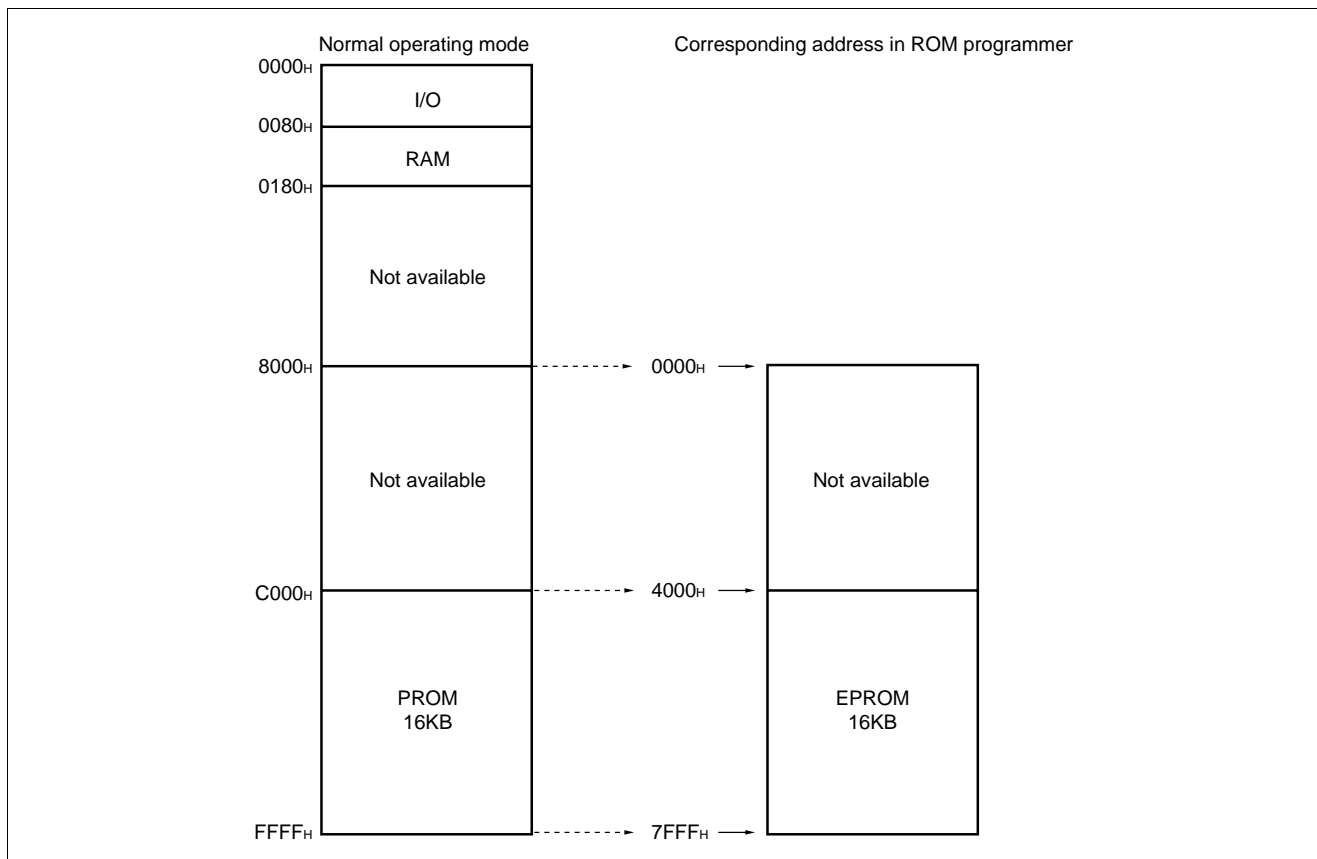 Normal operating mode
Corresponding address in ROM programmer
0000H
I/O
0080H
RAM
0180H
Not available
8000H
0000H
Not available
Not available
C000H
4000H
PROM
16KB
EPROM
16KB
FFFFH
7FFFH